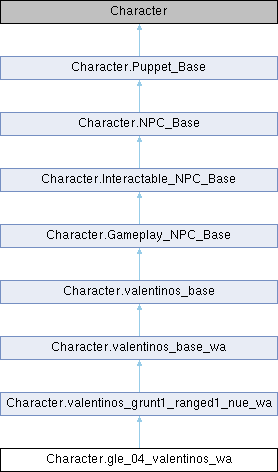 Character
Character.Puppet_Base
Character.NPC_Base
Character.Interactable_NPC_Base
Character.Gameplay_NPC_Base
Character.valentinos_base
Character.valentinos_base_wa
Character.valentinos_grunt1_ranged1_nue_wa
Character.gle_04_valentinos_wa